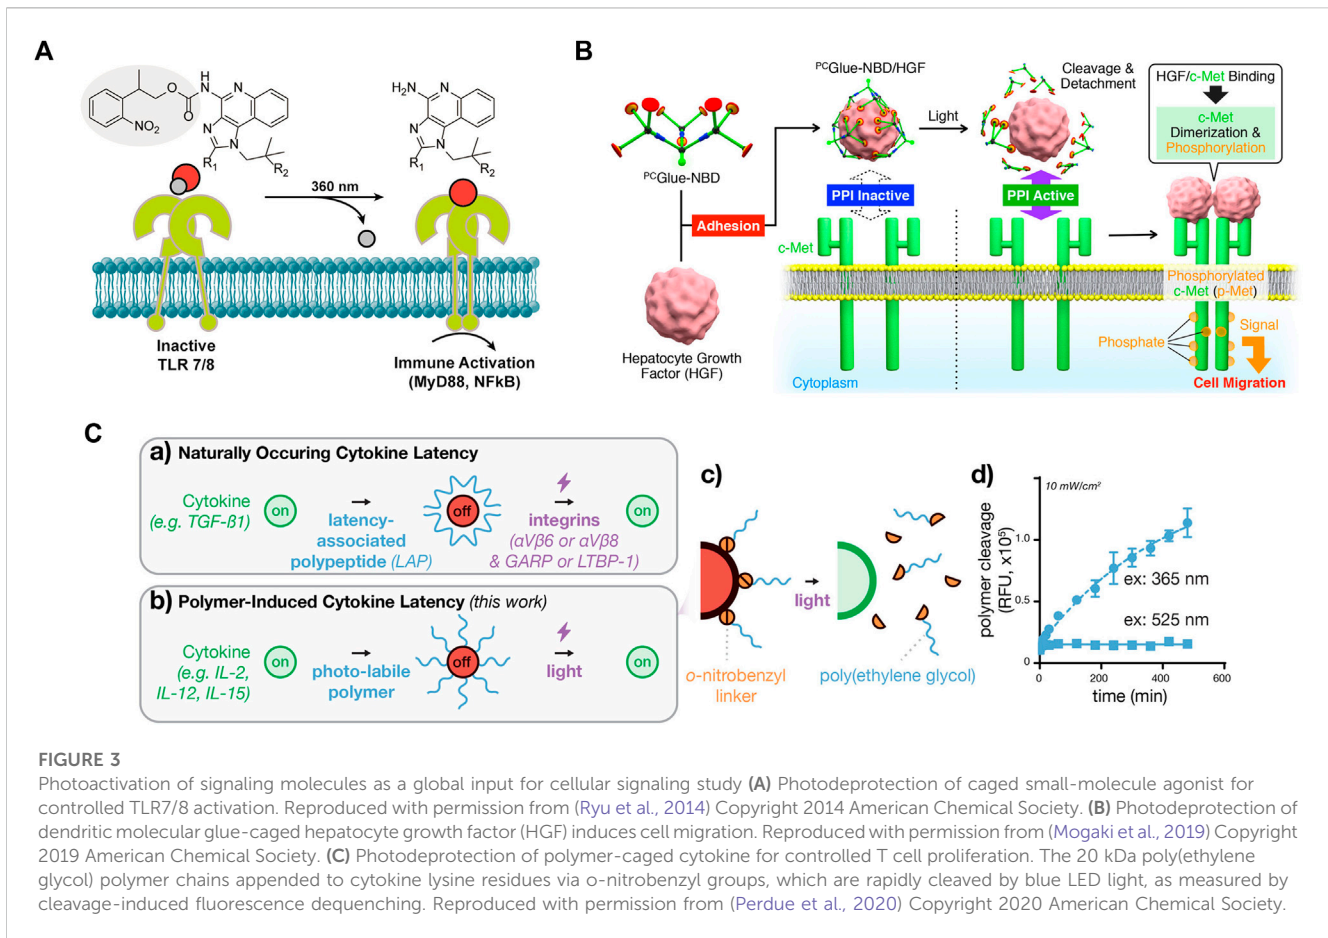 A
H
N
N
O
O
NO₂
N
N
R₁
R₂
H₂N
N
N
N
R₁
R₂
360 nm
Inactive
TLR 7/8
Immune Activation
(MyD88, NFkB)
B
PCGlue-NBD
Adhesion
Hepatocyte Growth
Factor (HGF)
PCGlue-NBD/HGF
Light
Cleavage &
Detachment
PPI Inactive
PPI Active
c-Met
Cytoplasm
HGF/c-Met Binding
c-Met
Dimerization &
Phosphorylation
Phosphorylated
c-Met (p-Met)
Phosphate
Signal
Cell Migration
C
a) Naturally Occuring Cytokine Latency
Cytokine
(e.g. TGF-ß1)
on
latency-
associated
polypeptide (LAP)
off
integrins
(αVβ6 or αVβ8
& GARP or LTBP-1)
on
b) Polymer-Induced Cytokine Latency (this work)
Cytokine
(e.g. IL-2,
IL-12, IL-15)
on
photo-labile
polymer
off
light
on
c)
light
o-nitrobenzyl
linker
poly(ethylene glycol)
d)
10 mW/cm²
polymer cleavage
(RFU, x10⁵)
1.0
0.5
0
ex: 365 nm
ex: 525 nm
0 200 400 600
time (min)
FIGURE 3
Photoactivation of signaling molecules as a global input for cellular signaling study (A) Photodeprotection of caged small-molecule agonist for
controlled TLR7/8 activation. Reproduced with permission from (Ryu et al., 2014) Copyright 2014 American Chemical Society. (B) Photodeprotection of
dendritic molecular glue-caged hepatocyte growth factor (HGF) induces cell migration. Reproduced with permission from (Mogaki et al., 2019) Copyright
2019 American Chemical Society. (C) Photodeprotection of polymer-caged cytokine for controlled T cell proliferation. The 20 kDa poly(ethylene
glycol) polymer chains appended to cytokine lysine residues via o-nitrobenzyl groups, which are rapidly cleaved by blue LED light, as measured by
cleavage-induced fluorescence dequenching. Reproduced with permission from (Perdue et al., 2020) Copyright 2020 American Chemical Society.